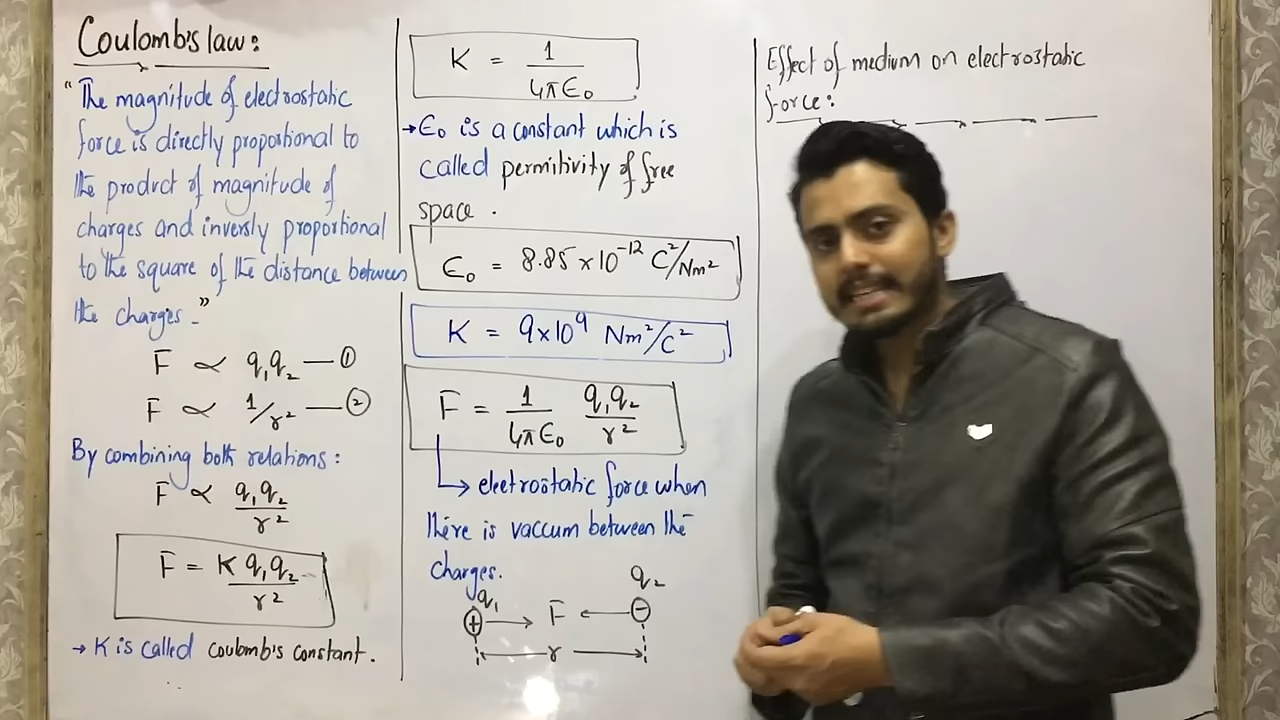 Coulomb's law:
"The magnitude of electrostatic
force is directly proportional to
the product of magnitude of
charges and inversly proportional
to the square of the distance between
the charges."
F ∝ q₁q₂ — ①
F ∝ 1/r² — ②
By combining both relations:
F ∝ q₁q₂/r²
F = K q₁q₂/r²
→ K is called coulomb's constant.
K = 1/4πϵ₀
→ ϵ₀ is a constant which is
called permitivity of free
space.
ϵ₀ = 8.85 × 10⁻¹² C²/Nm²
K = 9×10⁹ Nm²/C²
F = 1/4πϵ₀ q₁q₂/r²
→ electrostatic force when
there is vaccum between the
charges.
q₁ q₂
+ → F ← −
r
Effect of medium on electrostatic
force: